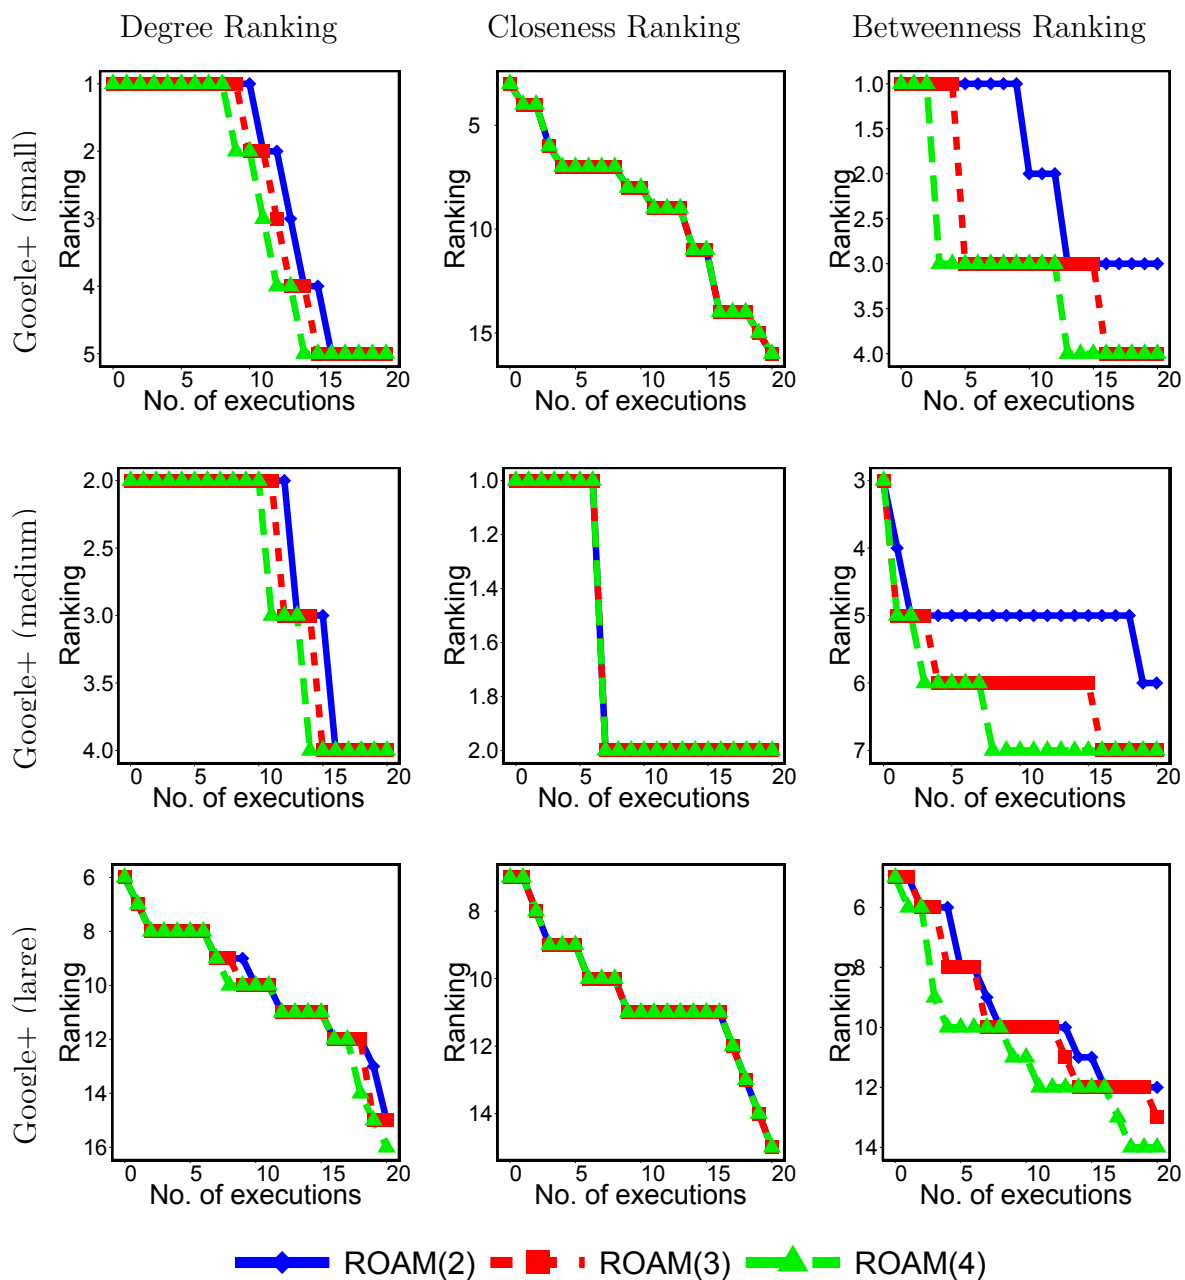 Degree Ranking Closeness Ranking Betweenness Ranking
Google+ (small)
Ranking
1
2
3
4
5
0 5 10 15 20
No. of executions
Ranking
5
10
15
0 5 10 15 20
No. of executions
Ranking
1.0
1.5
2.0
2.5
3.0
3.5
4.0
0 5 10 15 20
No. of executions
Google+ (medium)
Ranking
2.0
2.5
3.0
3.5
4.0
0 5 10 15 20
No. of executions
Ranking
1.0
1.2
1.4
1.6
1.8
2.0
0 5 10 15 20
No. of executions
Ranking
3
4
5
6
7
0 5 10 15 20
No. of executions
Google+ (large)
Ranking
6
8
10
12
14
16
0 5 10 15 20
No. of executions
Ranking
8
10
12
14
0 5 10 15 20
No. of executions
Ranking
6
8
10
12
14
0 5 10 15 20
No. of executions
ROAM(2) ROAM(3) ROAM(4)